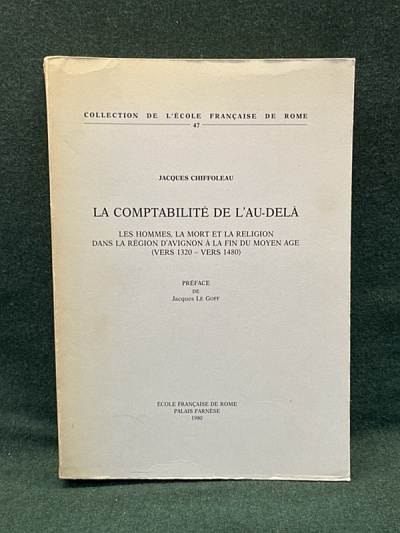 COLLECTION DE L'ÉCOLE FRANÇAISE DE ROME
47
JACQUES CHIFFOLEAU
LA COMPTABILITÉ DE L'AU-DELÀ
LES HOMMES, LA MORT ET LA RELIGION
DANS LA RÉGION D'AVIGNON À LA FIN DU MOYEN AGE
(VERS 1320 – VERS 1480)
PRÉFACE
DE
Jacques LE GOFF
ÉCOLE FRANÇAISE DE ROME
PALAIS FARNÈSE
1980